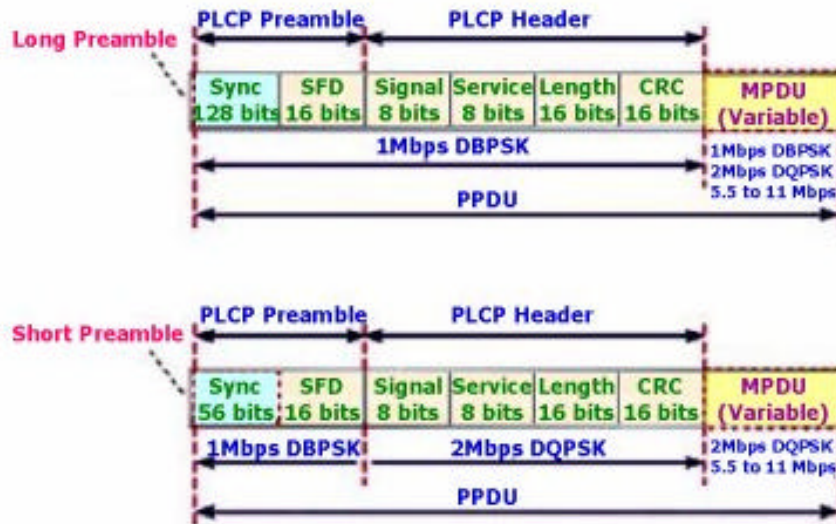 PLCP Preamble PLCP Header
Long Preamble
Sync SFD Signal Service Length CRC MPDU
128 bits 16 bits 8 bits 8 bits 16 bits 16 bits (Variable)
1Mbps DBPSK
1Mbps DBPSK
2Mbps DQPSK
5.5 to 11 Mbps
PPDU
PLCP Preamble PLCP Header
Short Preamble
Sync SFD Signal Service Length CRC MPDU
56 bits 16 bits 8 bits 8 bits 16 bits 16 bits (Variable)
1Mbps DBPSK 2Mbps DQPSK
2Mbps DQPSK
5.5 to 11 Mbps
PPDU